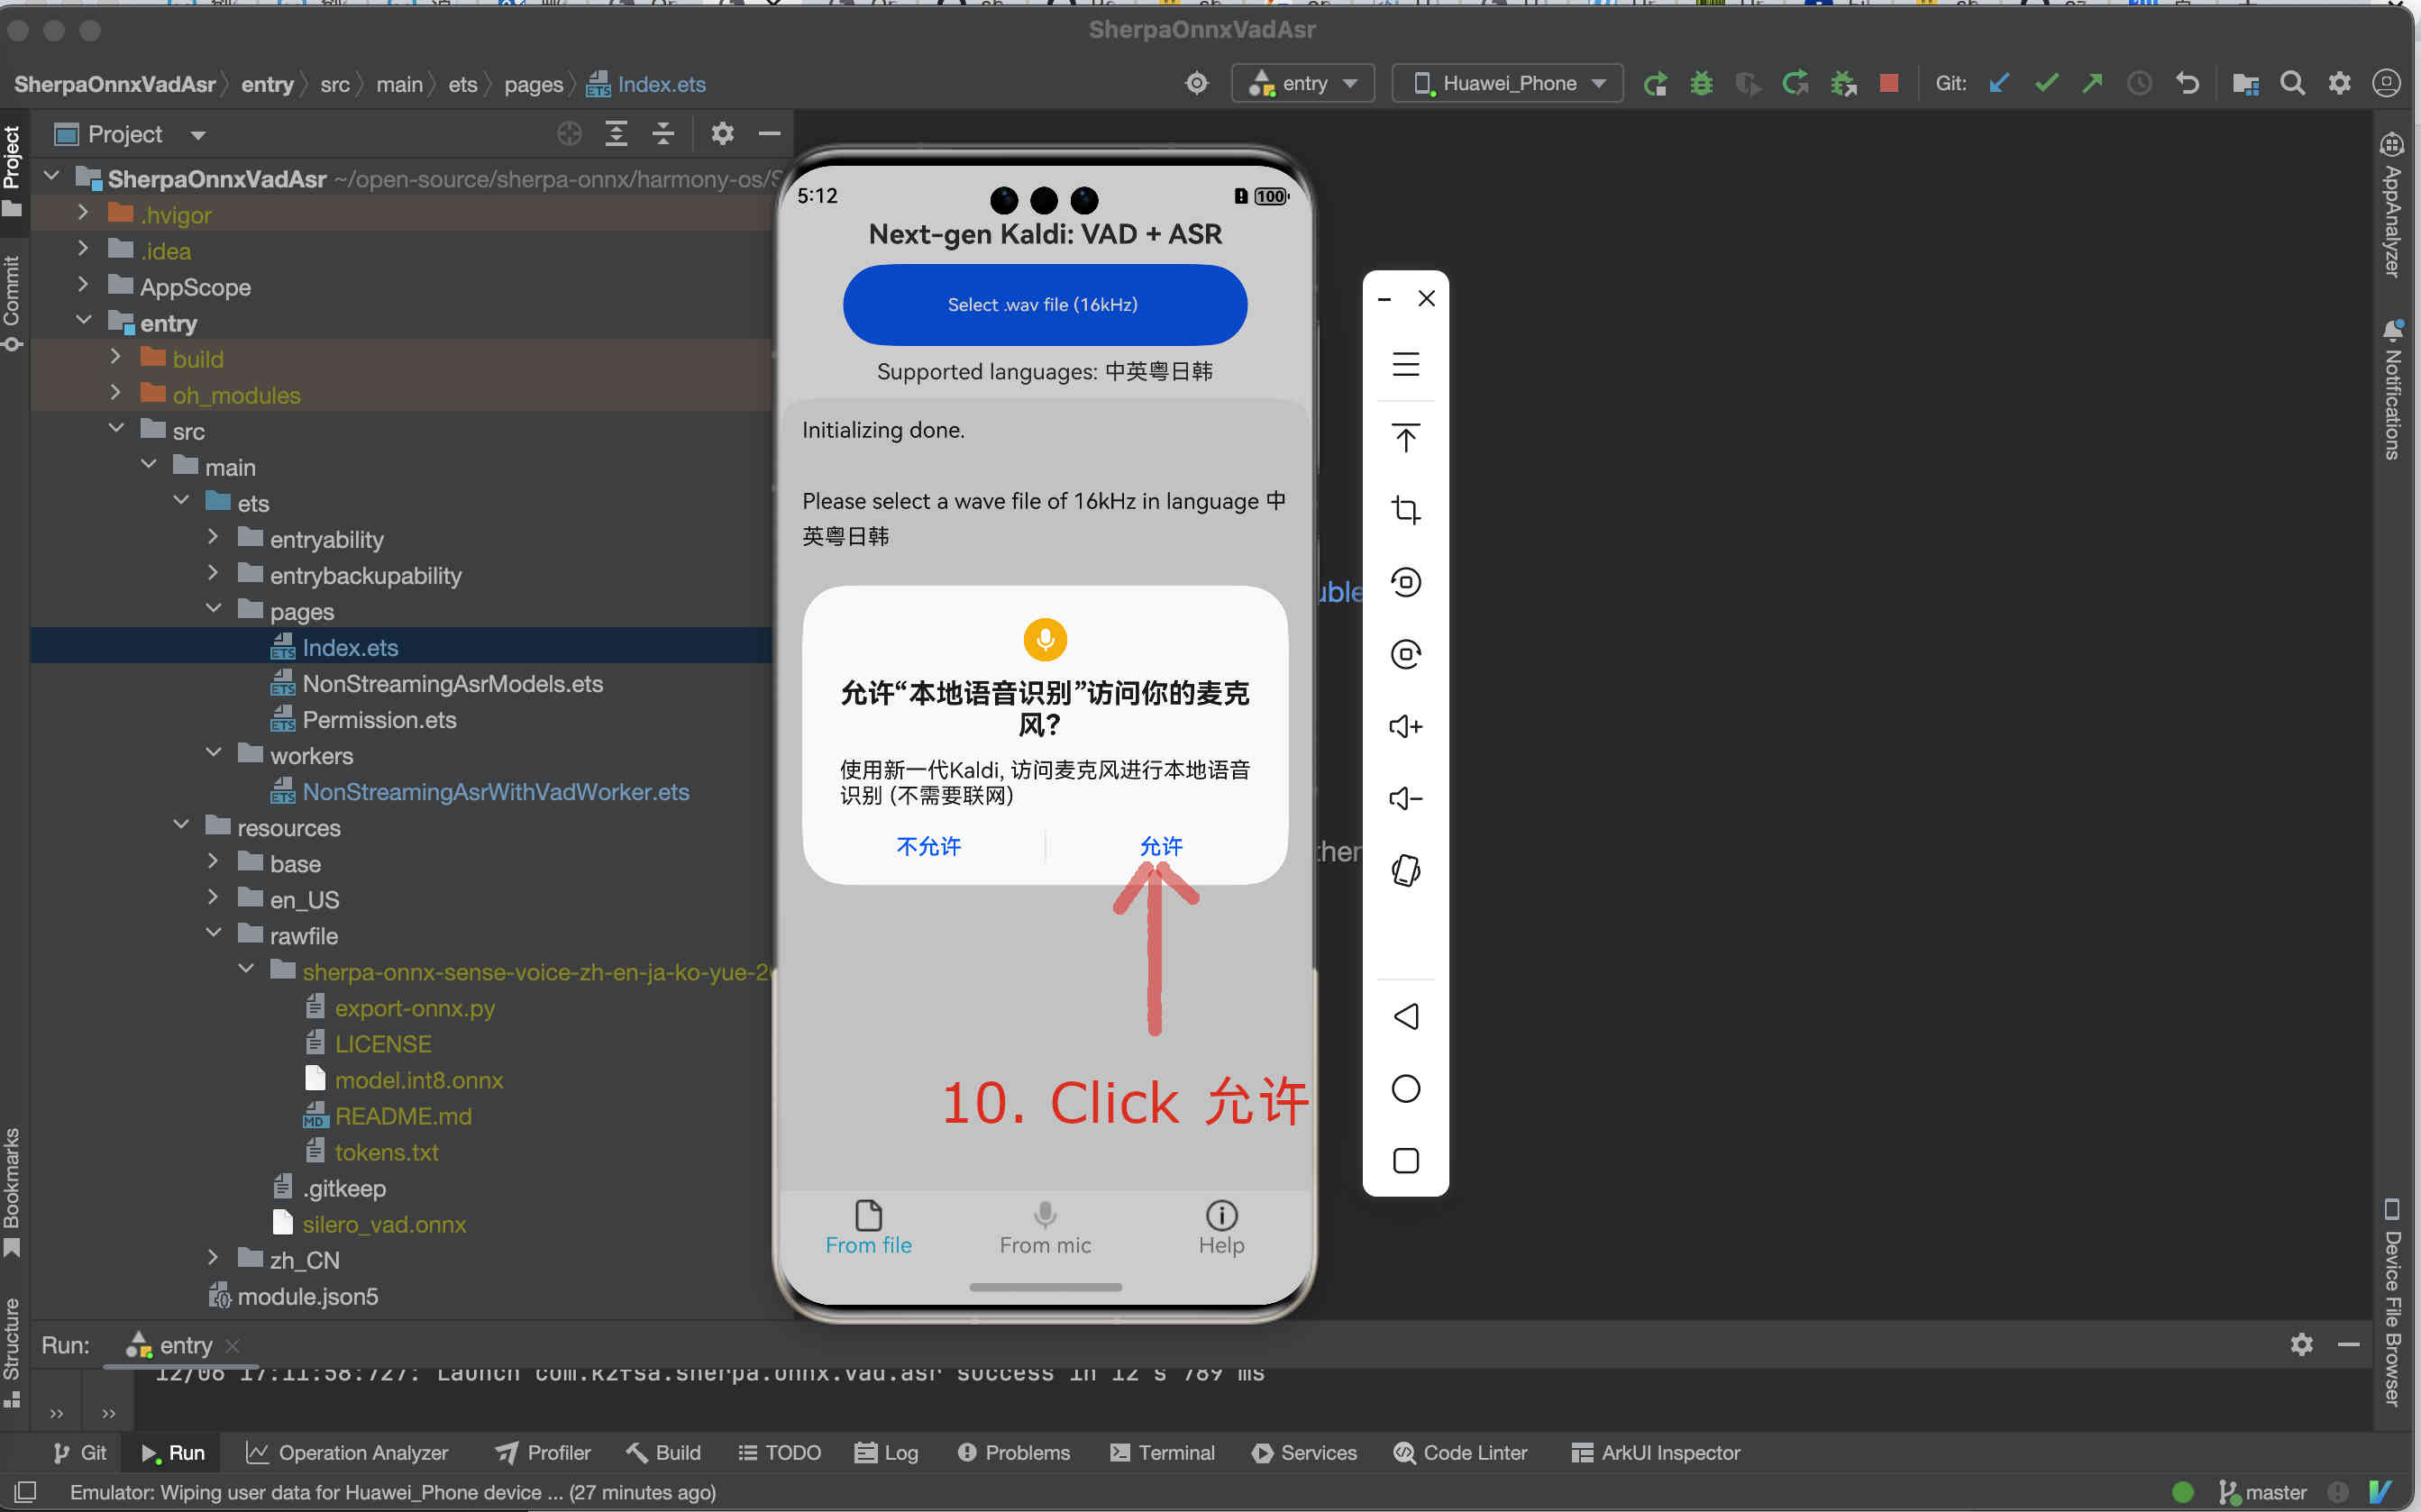 SherpaOnnxVadAsr
SherpaOnnxVadAsr entry src main ets pages Index.ets
entry
Huawei_Phone
Git:
Project
SherpaOnnxVadAsr ~/open-source/sherpa-onnx/harmony-os/S
.hvigor
.idea
AppScope
entry
build
oh_modules
src
main
ets
entryability
entrybackupability
pages
Index.ets
NonStreamingAsrModels.ets
Permission.ets
workers
NonStreamingAsrWithVadWorker.ets
resources
base
en_US
rawfile
sherpa-onnx-sense-voice-zh-en-ja-ko-yue-2
export-onnx.py
LICENSE
model.int8.onnx
README.md
tokens.txt
.gitkeep
silero_vad.onnx
zh_CN
module.json5
Project
Commit
Bookmarks
Structure
5:12
100
Next-gen Kaldi: VAD + ASR
Select .wav file (16kHz)
Supported languages: 中英粤日韩
Initializing done.
Please select a wave file of 16kHz in language 中
英粤日韩
允许“本地语音识别”访问你的麦克
风?
使用新一代Kaldi, 访问麦克风进行本地语音
识别 (不需要联网)
不允许
允许
10. Click 允许
From file
From mic
Help
AppAnalyzer
Notifications
Device File Browser
Run: entry
12/06 17:11:58:727: Launch com.k2fsa.sherpa.onnx.vad.asr success in 12 s 789 ms
Git
Run
Operation Analyzer
Profiler
Build
TODO
Log
Problems
Terminal
Services
Code Linter
ArkUI Inspector
Emulator: Wiping user data for Huawei_Phone device ... (27 minutes ago)
master